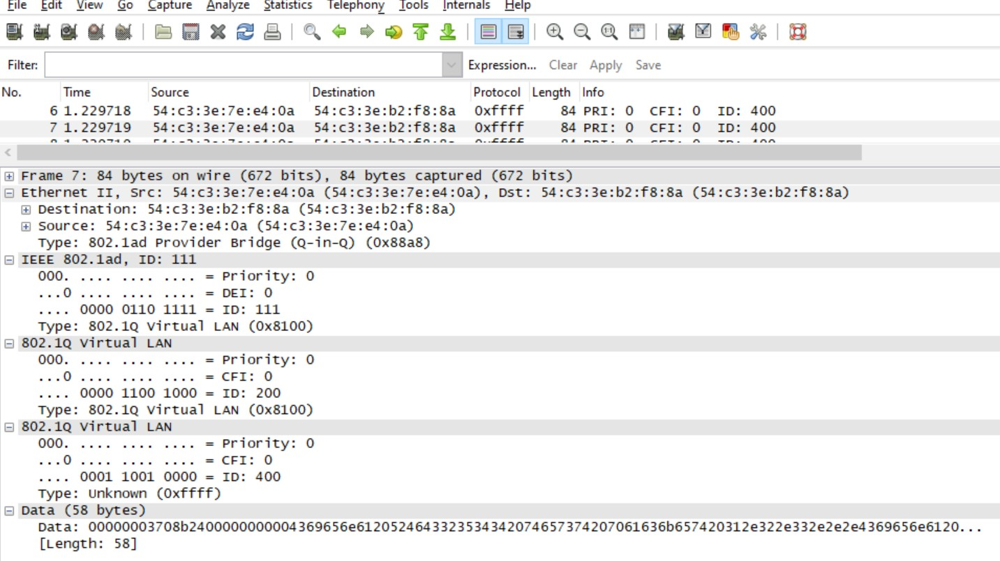 File Edit View Go Capture Analyze Statistics Telephony Tools Internals Help
Filter: Expression... Clear Apply Save
No. Time Source Destination Protocol Length Info
6 1.229718 54:c3:3e:7e:e4:0a 54:c3:3e:b2:f8:8a 0xffff 84 PRI: 0 CFI: 0 ID: 400
7 1.229719 54:c3:3e:7e:e4:0a 54:c3:3e:b2:f8:8a 0xffff 84 PRI: 0 CFI: 0 ID: 400
Frame 7: 84 bytes on wire (672 bits), 84 bytes captured (672 bits)
Ethernet II, Src: 54:c3:3e:7e:e4:0a (54:c3:3e:7e:e4:0a), Dst: 54:c3:3e:b2:f8:8a (54:c3:3e:b2:f8:8a)
Destination: 54:c3:3e:b2:f8:8a (54:c3:3e:b2:f8:8a)
Source: 54:c3:3e:7e:e4:0a (54:c3:3e:7e:e4:0a)
Type: 802.1ad Provider Bridge (Q-in-Q) (0x88a8)
IEEE 802.1ad, ID: 111
000. .... .... .... = Priority: 0
...0 .... .... .... = DEI: 0
.... 0000 0110 1111 = ID: 111
Type: 802.1Q Virtual LAN (0x8100)
802.1Q Virtual LAN
000. .... .... .... = Priority: 0
...0 .... .... .... = CFI: 0
.... 0000 1100 1000 = ID: 200
Type: 802.1Q Virtual LAN (0x8100)
802.1Q Virtual LAN
000. .... .... .... = Priority: 0
...0 .... .... .... = CFI: 0
.... 0001 1001 0000 = ID: 400
Type: Unknown (0xffff)
Data (58 bytes)
Data: 00000003708b2400000000004369656e6120524643323534342074657374207061636b657420312e322e332e2e2e4369656e6120...
[Length: 58]